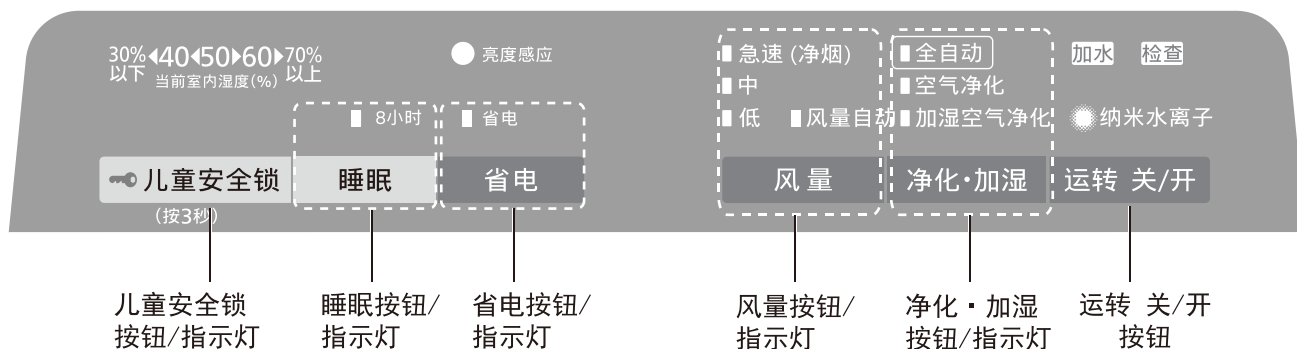 30%以下 40 50 60 70%以上
当前室内湿度(%)
亮度感应
急速 (净烟)
中
低
风量自动
全自动
空气净化
加湿空气净化
加水
检查
纳米水离子
8小时
省电
儿童安全锁
(按3秒)
睡眠
省电
风量
净化·加湿
运转 关/开
儿童安全锁
按钮/指示灯
睡眠按钮/
指示灯
省电按钮/
指示灯
风量按钮/
指示灯
净化·加湿
按钮/指示灯
运转 关/开
按钮